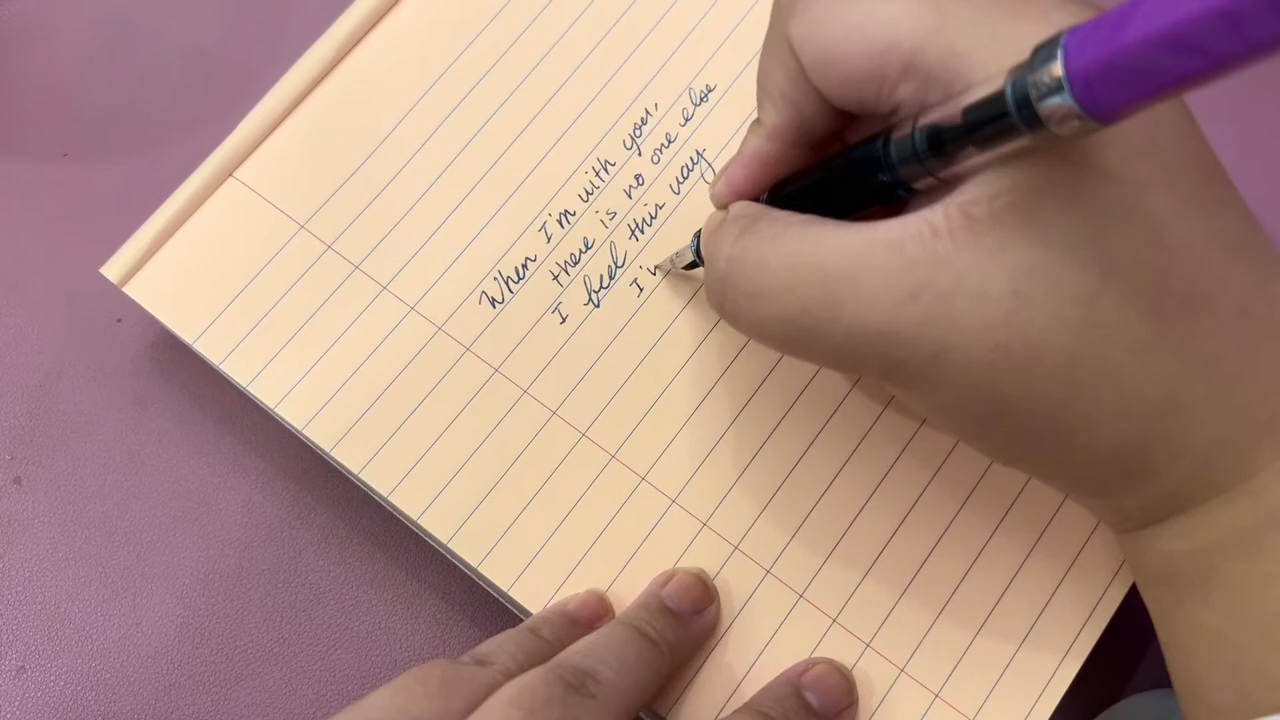 When I'm with you,
there is no one else
I feel this way
I'